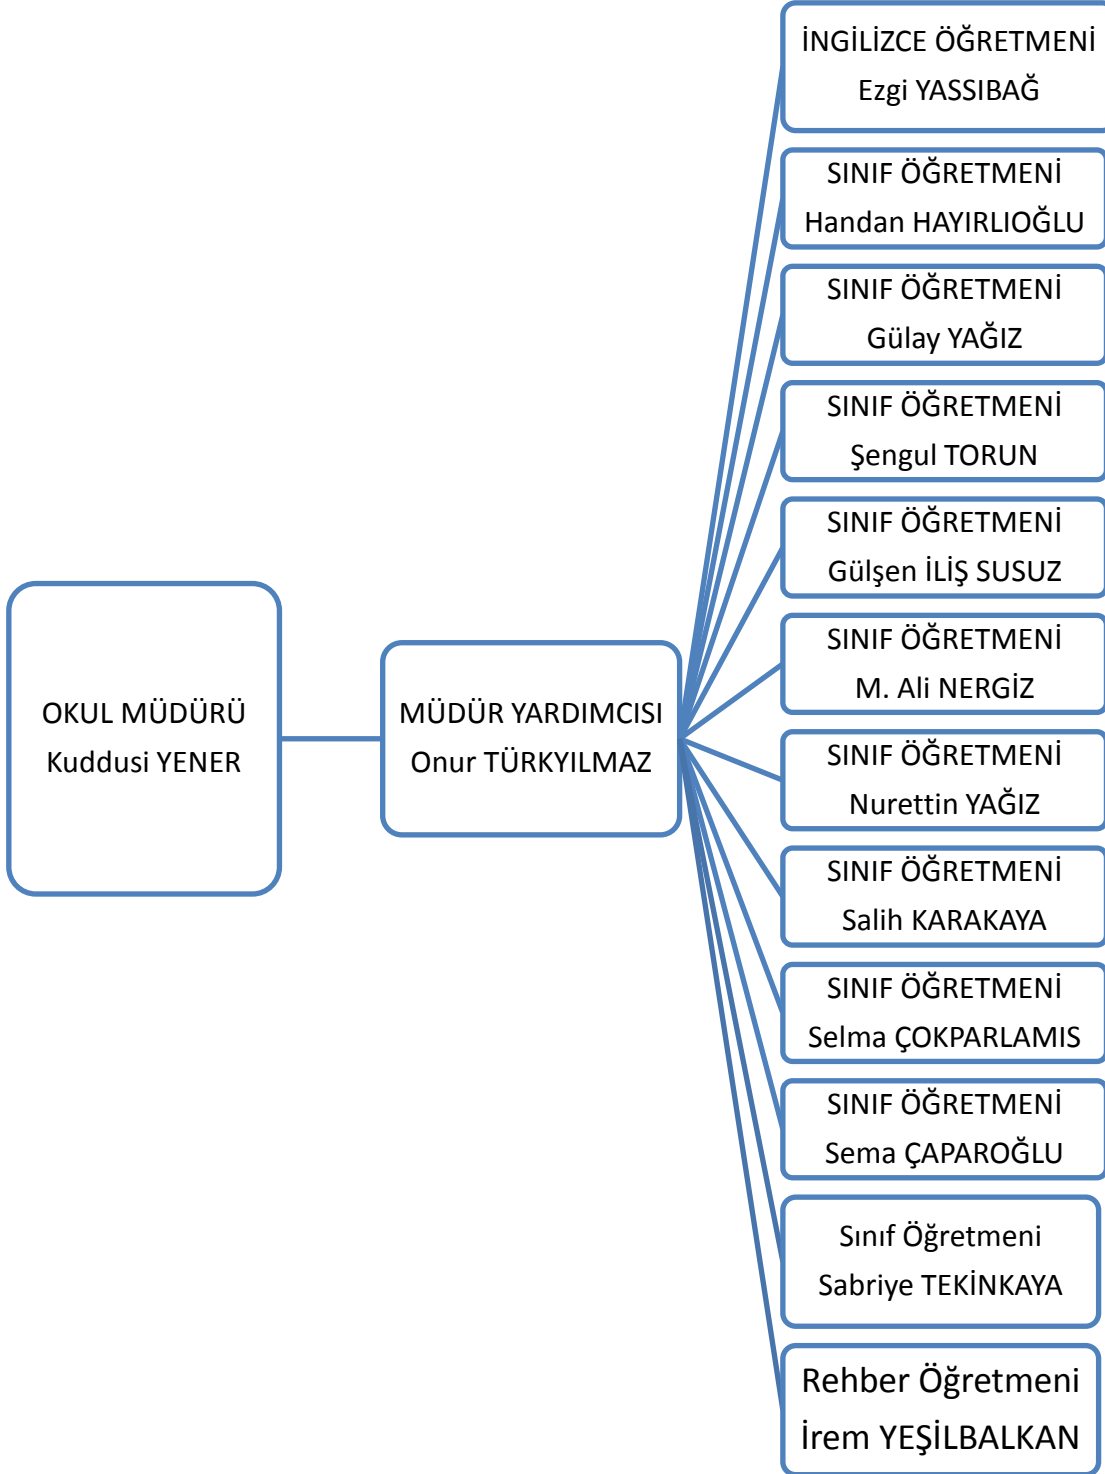 OKUL MÜDÜRÜ
Kuddusi YENER
MÜDÜR YARDIMCISI
Onur TÜRKYILMAZ
İNGİLİZCE ÖĞRETMENİ
Ezgi YASSIBAĞ
SINIF ÖĞRETMENİ
Handan HAYIRLIOĞLU
SINIF ÖĞRETMENİ
Gülay YAĞIZ
SINIF ÖĞRETMENİ
Şengul TORUN
SINIF ÖĞRETMENİ
Gülşen İLİŞ SUSUZ
SINIF ÖĞRETMENİ
M. Ali NERGİZ
SINIF ÖĞRETMENİ
Nurettin YAĞIZ
SINIF ÖĞRETMENİ
Salih KARAKAYA
SINIF ÖĞRETMENİ
Selma ÇOKPARLAMIS
SINIF ÖĞRETMENİ
Sema ÇAPAROĞLU
Sınıf Öğretmeni
Sabriye TEKİNKAYA
Rehber Öğretmeni
İrem YEŞİLBALKAN